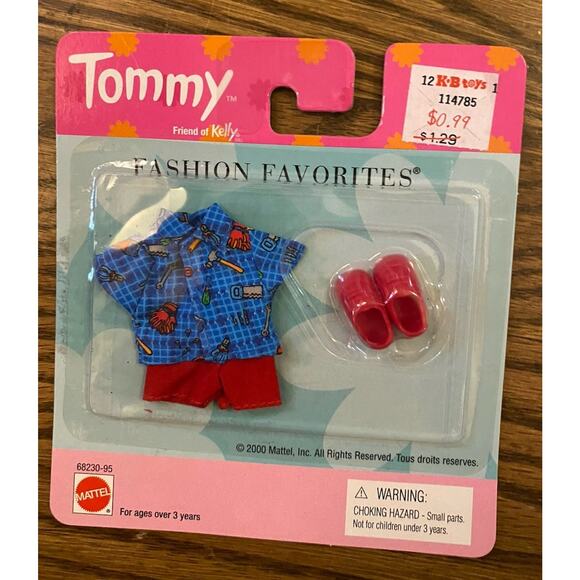 Tommy™
Friend of Kelly®
12 K·B toys 1
114785
$0.99
$1.29
FASHION FAVORITES®
© 2000 Mattel, Inc. All Rights Reserved. Tous droits reserves.
68230-95
MATTEL
For ages over 3 years
⚠ WARNING:
CHOKING HAZARD - Small parts.
Not for children under 3 years.